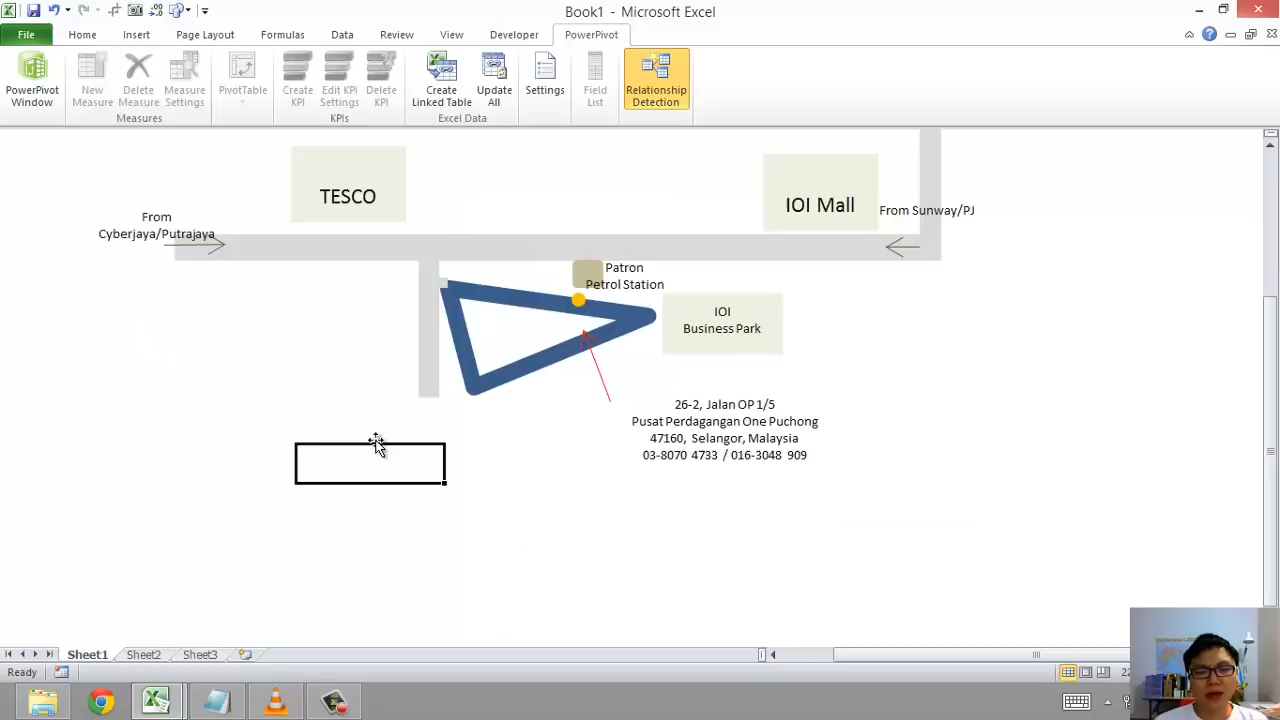 Book1 - Microsoft Excel
File
Home
Insert
Page Layout
Formulas
Data
Review
View
Developer
PowerPivot
PowerPivot
Window
New
Measure
Delete
Measure
Measure
Settings
Measures
PivotTable
Create
KPI
Edit KPI
Settings
Delete
KPI
KPIs
Create
Linked Table
Update
All
Excel Data
Settings
Field
List
Relationship
Detection
TESCO
IOI Mall
From
Cyberjaya/Putrajaya
From Sunway/PJ
Patron
Petrol Station
IOI
Business Park
26-2, Jalan OP 1/5
Pusat Perdagangan One Puchong
47160, Selangor, Malaysia
03-8070 4733 / 016-3048 909
Sheet1
Sheet2
Sheet3
Ready